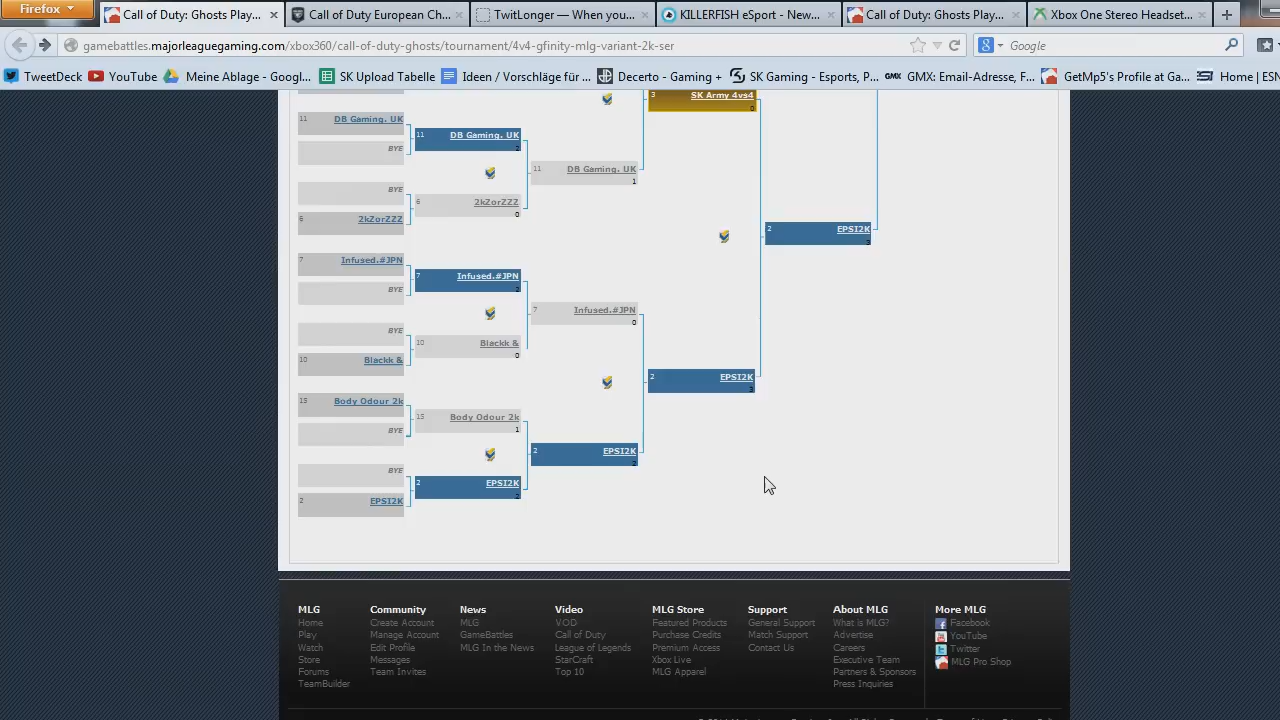 Firefox
Call of Duty: Ghosts Play...
Call of Duty European Ch...
TwitLonger — When you...
KILLERFISH eSport - New...
Call of Duty: Ghosts Play...
Xbox One Stereo Headset...
gamebattles.majorleaguegaming.com/xbox360/call-of-duty-ghosts/tournament/4v4-gfinity-mlg-variant-2k-ser
Google
TweetDeck
YouTube
Meine Ablage - Googl...
SK Upload Tabelle
Ideen / Vorschläge für ...
Decerto - Gaming +
SK Gaming - Esports, P...
GMX: Email-Adresse, F...
GetMp5's Profile at Ga...
Home | ESN
3 SK Army 4vs4
0
11 DB Gaming. UK
BYE
11 DB Gaming. UK
2
11 DB Gaming. UK
1
BYE
6 2kZorZZZ
6 2kZorZZZ
0
2 EPSI2K
3
7 Infused.#JPN
BYE
7 Infused.#JPN
2
7 Infused.#JPN
0
BYE
10 Blackk &
10 Blackk &
0
2 EPSI2K
3
15 Body Odour 2k
BYE
15 Body Odour 2k
1
2 EPSI2K
2
BYE
2 EPSI2K
2 EPSI2K
2
MLG
Home
Play
Watch
Store
Forums
TeamBuilder
Community
Create Account
Manage Account
Edit Profile
Messages
Team Invites
News
MLG
GameBattles
MLG In the News
Video
VOD
Call of Duty
League of Legends
StarCraft
Top 10
MLG Store
Featured Products
Purchase Credits
Premium Access
Xbox Live
MLG Apparel
Support
General Support
Match Support
Contact Us
About MLG
What is MLG?
Advertise
Careers
Executive Team
Partners & Sponsors
Press Inquiries
More MLG
Facebook
YouTube
Twitter
MLG Pro Shop